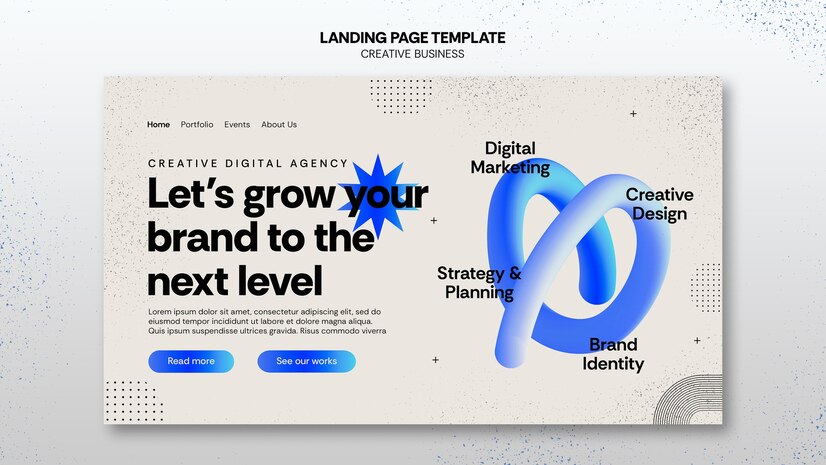 LANDING PAGE TEMPLATE
CREATIVE BUSINESS
Home Portfolio Events About Us
CREATIVE DIGITAL AGENCY
Let's grow your
brand to the
next level
Lorem ipsum dolor sit amet, consectetur adipiscing elit, sed do
eiusmod tempor incididunt ut labore et dolore magna aliqua.
Quis ipsum suspendisse ultrices gravida. Risus commodo viverra
Read more See our works
Digital
Marketing
Creative
Design
Strategy &
Planning
Brand
Identity